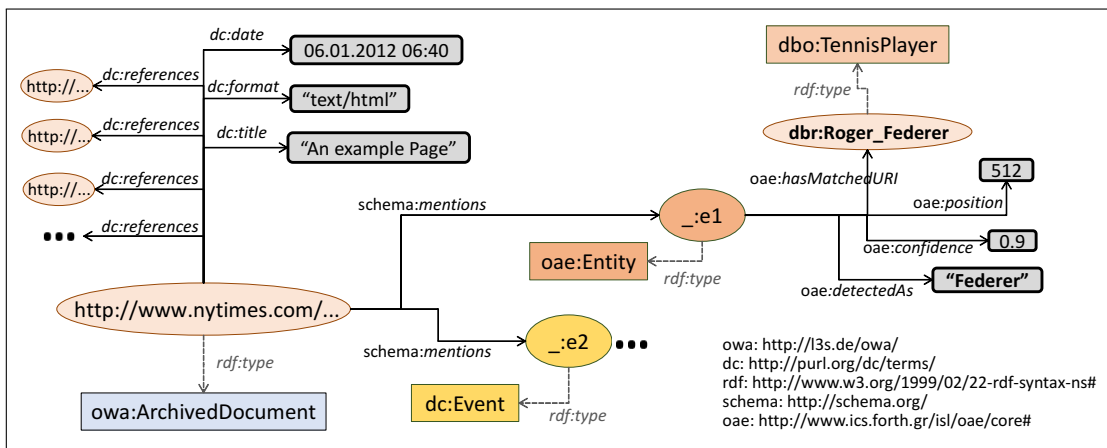 dc:date
06.01.2012 06:40
dc:references
http://...
dc:format
“text/html”
dc:references
http://...
dc:title
“An example Page”
dc:references
http://...
dc:references
•••
http://www.nytimes.com/...
rdf:type
owa:ArchivedDocument
schema:mentions
_:e1
rdf:type
oae:Entity
schema:mentions
_:e2
•••
rdf:type
dc:Event
dbo:TennisPlayer
rdf:type
dbr:Roger_Federer
oae:hasMatchedURI
512
oae:position
0.9
oae:confidence
“Federer”
oae:detectedAs
owa: http://l3s.de/owa/
dc: http://purl.org/dc/terms/
rdf: http://www.w3.org/1999/02/22-rdf-syntax-ns#
schema: http://schema.org/
oae: http://www.ics.forth.gr/isl/oae/core#